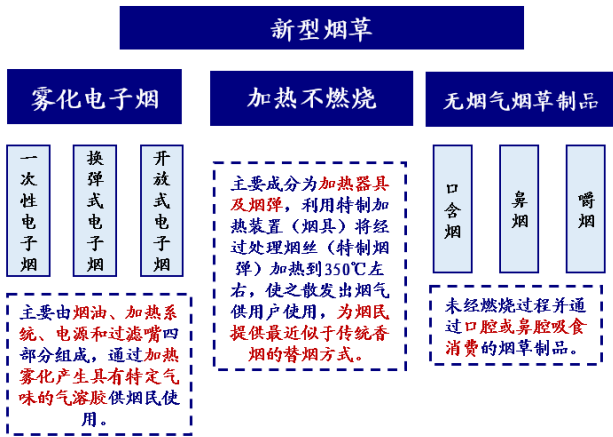 新型烟草
雾化电子烟
加热不燃烧
无烟气烟草制品
一次性电子烟
换弹式电子烟
开放式电子烟
主要由烟油、加热系
统、电源和过滤嘴四
部分组成，通过加热
雾化产生具有特定气
味的气溶胶供烟民使
用。
主要成分为加热器具
及烟弹，利用特制加
热装置（烟具）将经
过处理烟丝（特制烟
弹）加热到350℃左
右，使之散发出烟气
供用户使用，为烟民
提供最近似于传统香
烟的替烟方式。
口含烟
鼻烟
嚼烟
未经燃烧过程并通
过口腔或鼻腔吸食
消费的烟草制品。